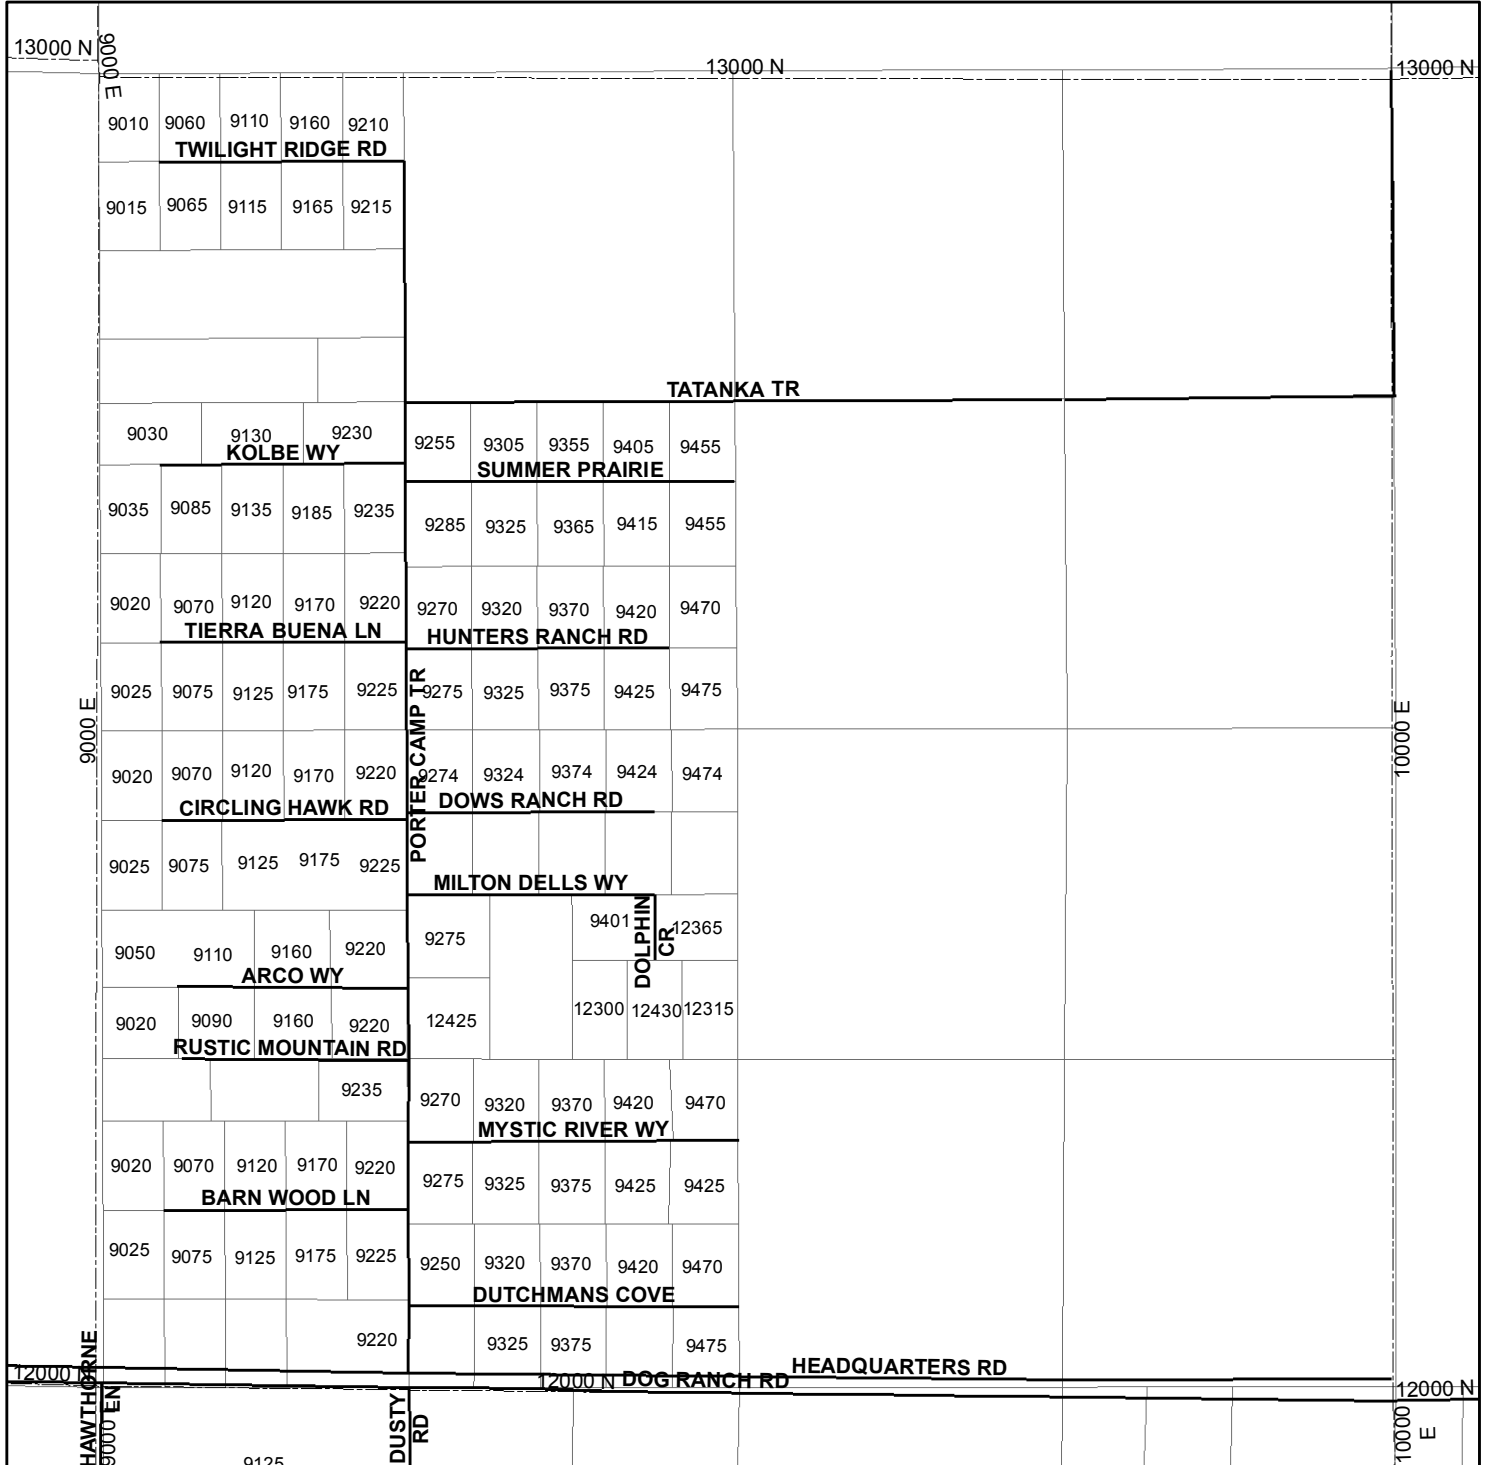 13000 N
9000 E
13000 N
13000 N
9010 9060 9110 9160 9210
TWILIGHT RIDGE RD
9015 9065 9115 9165 9215
TATANKA TR
9030 9130 9230
KOLBE WY
9255 9305 9355 9405 9455
SUMMER PRAIRIE
9035 9085 9135 9185 9235
9285 9325 9365 9415 9455
9020 9070 9120 9170 9220
TIERRA BUENA LN
9270 9320 9370 9420 9470
HUNTERS RANCH RD
9025 9075 9125 9175 9225
PORTER CAMP TR
9275 9325 9375 9425 9475
9000 E
10000 E
9020 9070 9120 9170 9220
CIRCLING HAWK RD
9274 9324 9374 9424 9474
DOWS RANCH RD
9025 9075 9125 9175 9225
MILTON DELLS WY
9050 9110 9160 9220
ARCO WY
9275 9401 12365
DOLPHIN
CR
9020 9090 9160 9220
RUSTIC MOUNTAIN RD
12425 12300 12430 12315
9235
9270 9320 9370 9420 9470
MYSTIC RIVER WY
9020 9070 9120 9170 9220
BARN WOOD LN
9275 9325 9375 9425 9425
9025 9075 9125 9175 9225
9250 9320 9370 9420 9470
DUTCHMANS COVE
9220
9325 9375 9475
HEADQUARTERS RD
12000 N
12000 N
DOG RANCH RD
12000 N
HAWTHORNE
LN
9000
DUSTY
RD
10000
E
9125